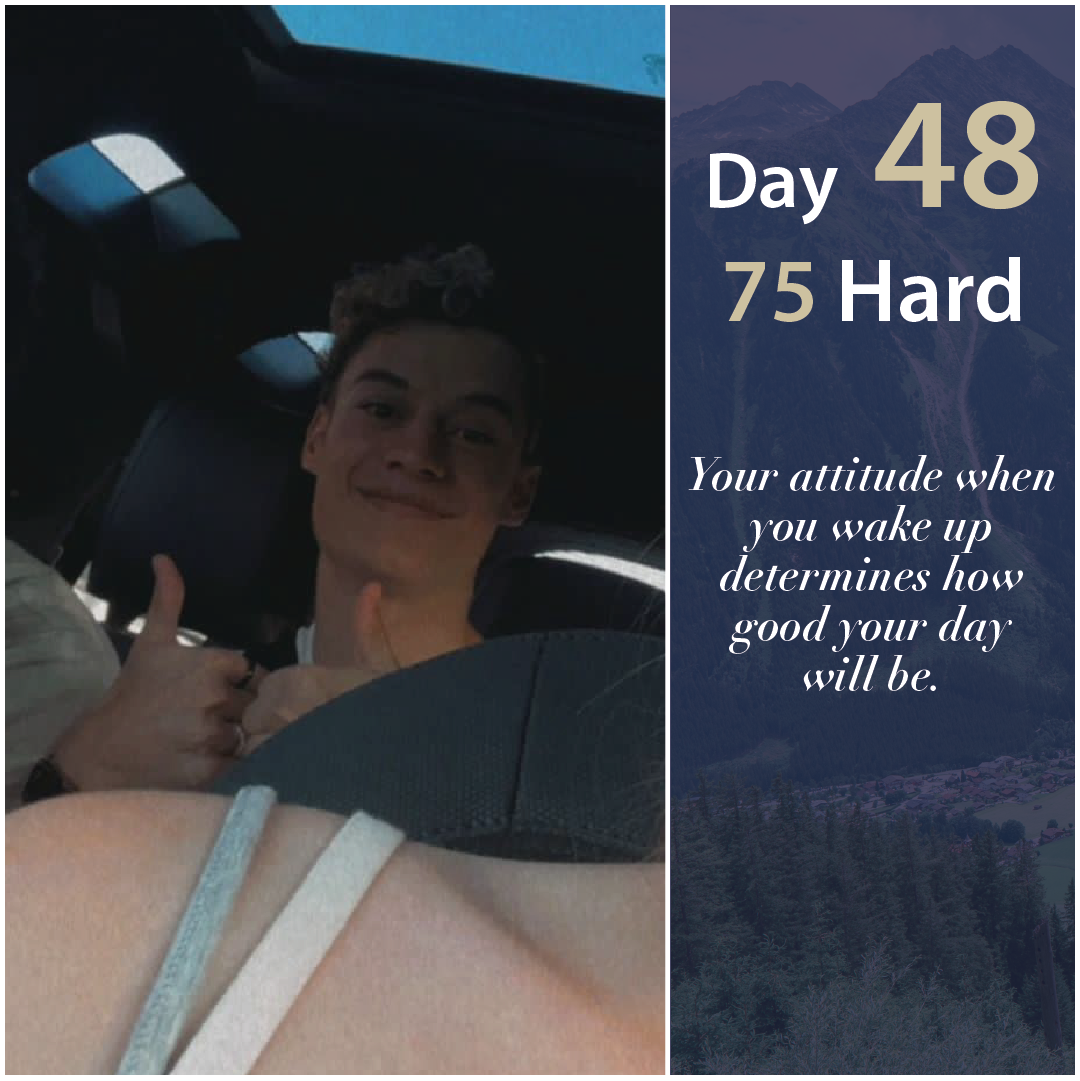 Day 48
75 Hard
Your attitude when
you wake up
determines how
good your day
will be.